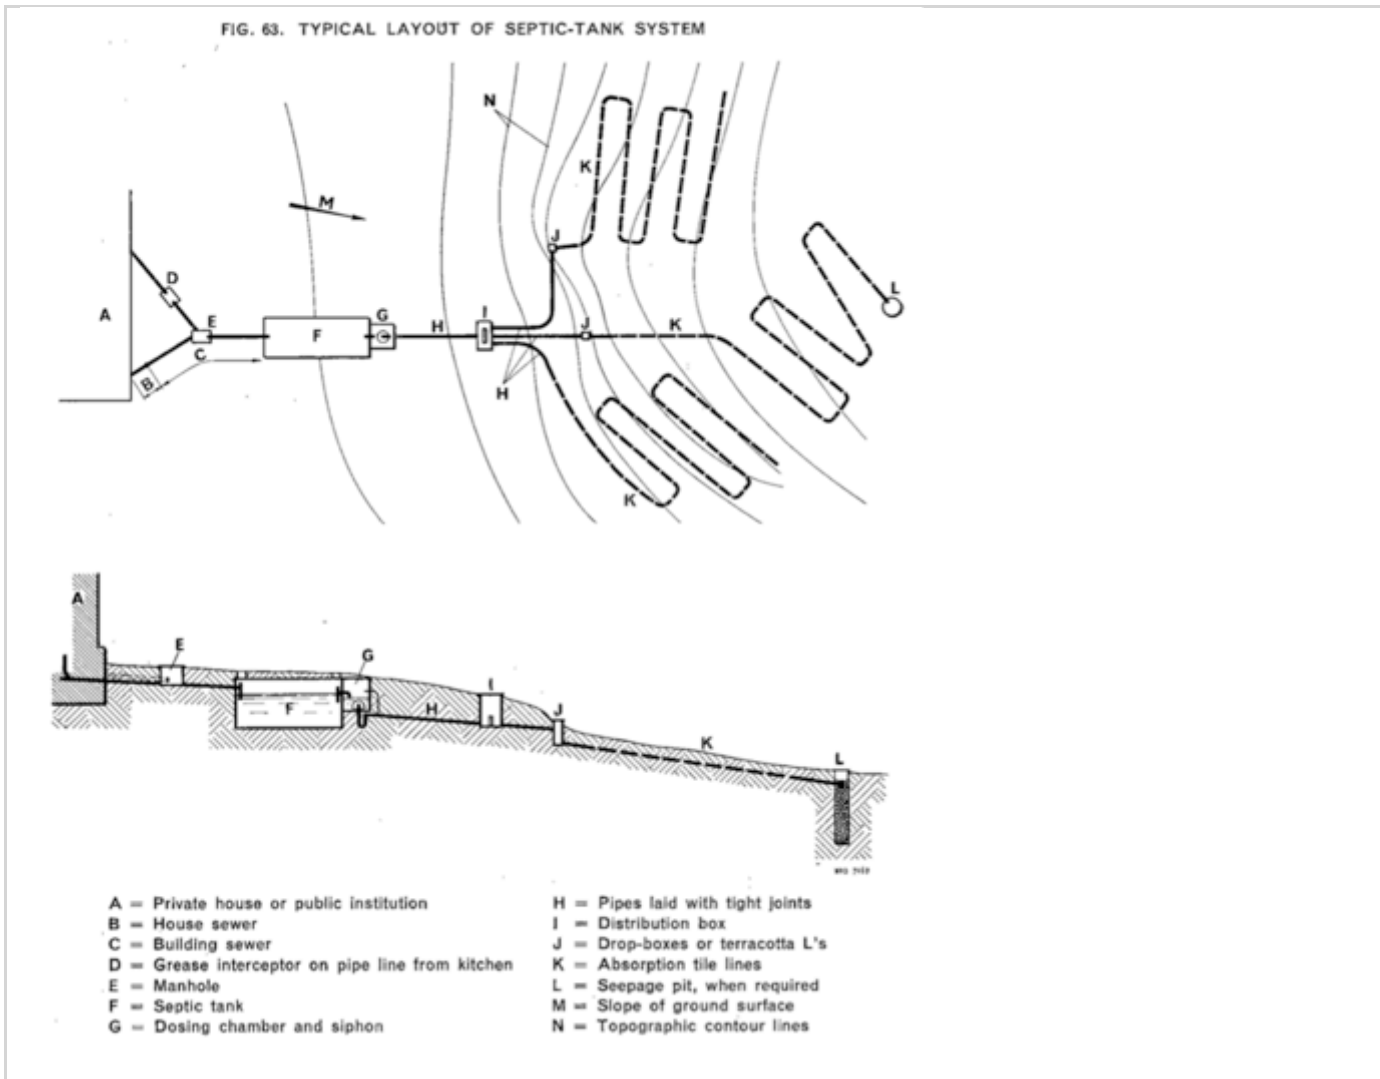 FIG. 63. TYPICAL LAYOUT OF SEPTIC-TANK SYSTEM
N
K
M
J
D
L
A
E
F
G
H
I
J
K
C
B
H
K
A
E
G
F
H
I
J
K
L
A = Private house or public institution
B = House sewer
C = Building sewer
D = Grease interceptor on pipe line from kitchen
E = Manhole
F = Septic tank
G = Dosing chamber and siphon
H = Pipes laid with tight joints
I = Distribution box
J = Drop-boxes or terracotta L's
K = Absorption tile lines
L = Seepage pit, when required
M = Slope of ground surface
N = Topographic contour lines